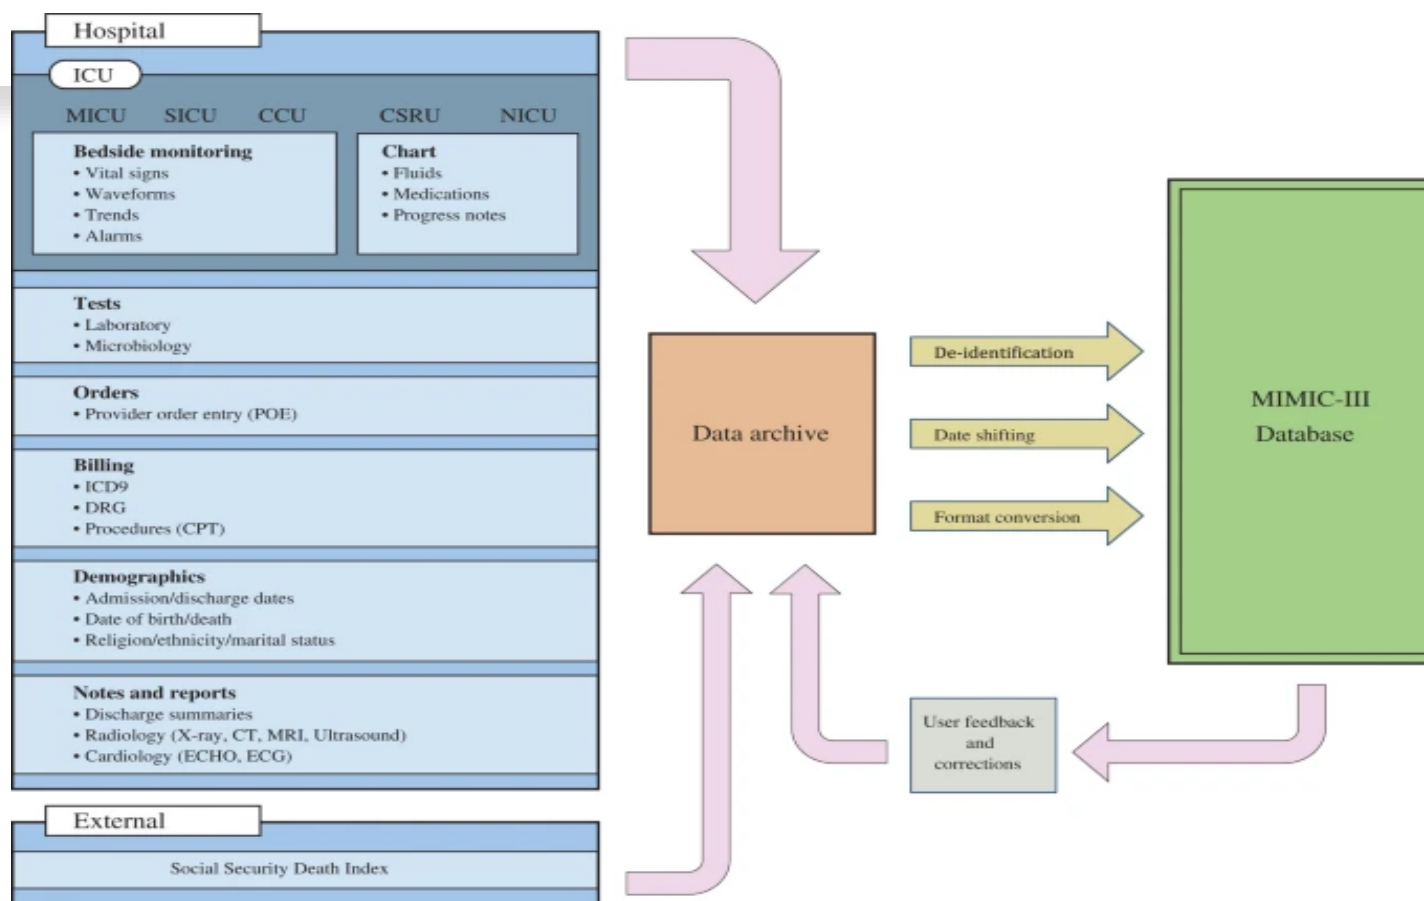 Hospital
ICU
MICU SICU CCU CSRU NICU
Bedside monitoring
• Vital signs
• Waveforms
• Trends
• Alarms
Chart
• Fluids
• Medications
• Progress notes
Tests
• Laboratory
• Microbiology
Orders
• Provider order entry (POE)
Billing
• ICD9
• DRG
• Procedures (CPT)
Demographics
• Admission/discharge dates
• Date of birth/death
• Religion/ethnicity/marital status
Notes and reports
• Discharge summaries
• Radiology (X-ray, CT, MRI, Ultrasound)
• Cardiology (ECHO, ECG)
External
Social Security Death Index
Data archive
De-identification
Date shifting
Format conversion
MIMIC-III
Database
User feedback
and
corrections